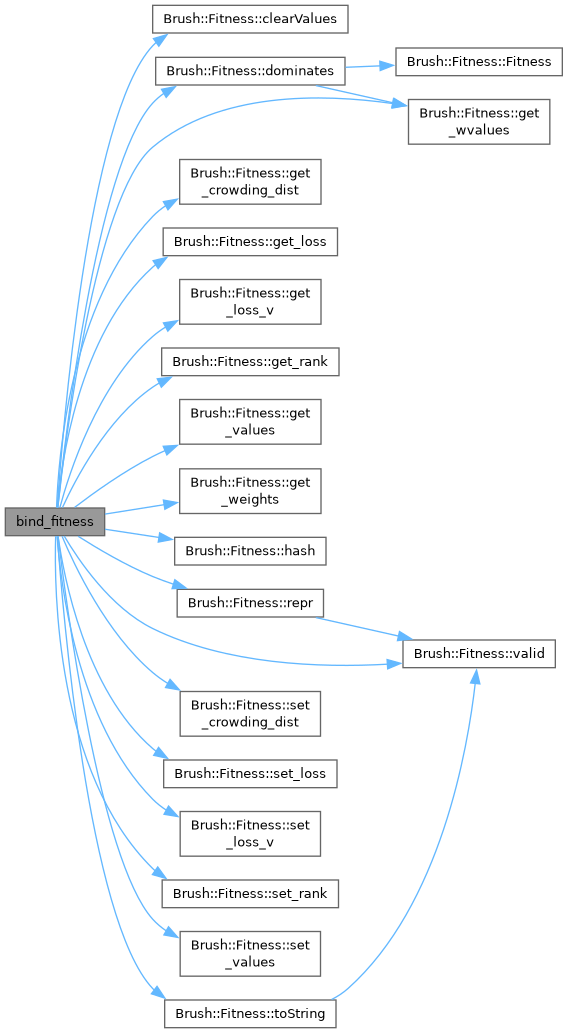 Brush::Fitness::clearValues
Brush::Fitness::dominates
Brush::Fitness::Fitness
Brush::Fitness::get
_wvalues
Brush::Fitness::get
_crowding_dist
Brush::Fitness::get_loss
Brush::Fitness::get
_loss_v
Brush::Fitness::get_rank
Brush::Fitness::get
_values
Brush::Fitness::get
_weights
bind_fitness
Brush::Fitness::hash
Brush::Fitness::repr
Brush::Fitness::valid
Brush::Fitness::set
_crowding_dist
Brush::Fitness::set_loss
Brush::Fitness::set
_loss_v
Brush::Fitness::set_rank
Brush::Fitness::set
_values
Brush::Fitness::toString